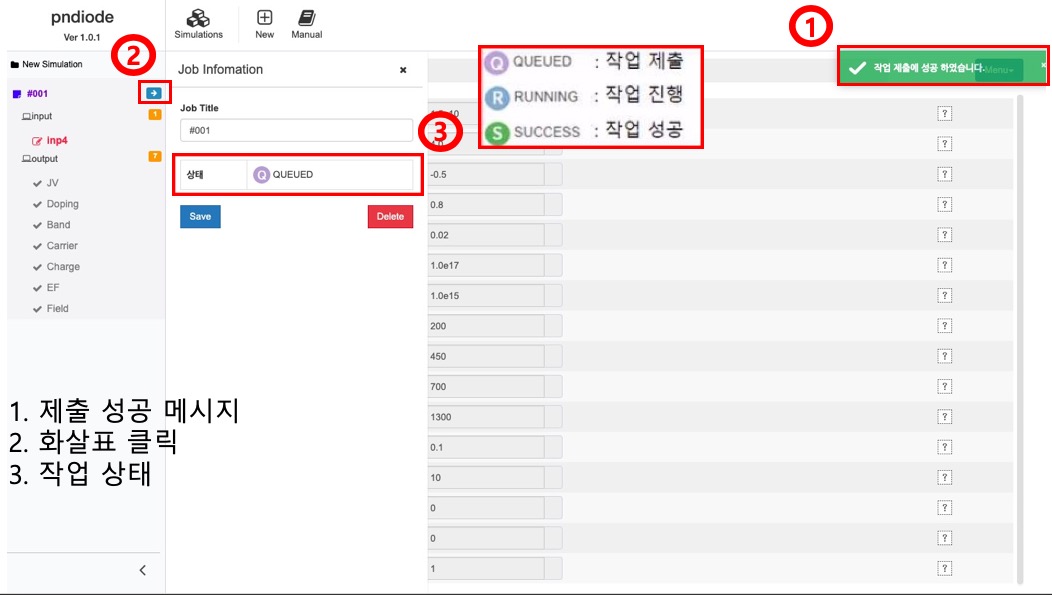 pndiode
Ver 1.0.1
Simulations
New
Manual
1
작업 제출에 성공 하였습니다.
Menu
×
2
New Simulation
#001
1
input
inp4
output
7
JV
Doping
Band
Carrier
Charge
EF
Field
Job Infomation
×
Job Title
#001
3
상태
Q QUEUED
Save
Delete
Q QUEUED : 작업 제출
R RUNNING : 작업 진행
S SUCCESS : 작업 성공
?
?
-0.5 ?
0.8 ?
0.02 ?
1.0e17 ?
1.0e15 ?
200 ?
450 ?
700 ?
1300 ?
0.1 ?
10 ?
0 ?
0 ?
1 ?
1. 제출 성공 메시지
2. 화살표 클릭
3. 작업 상태